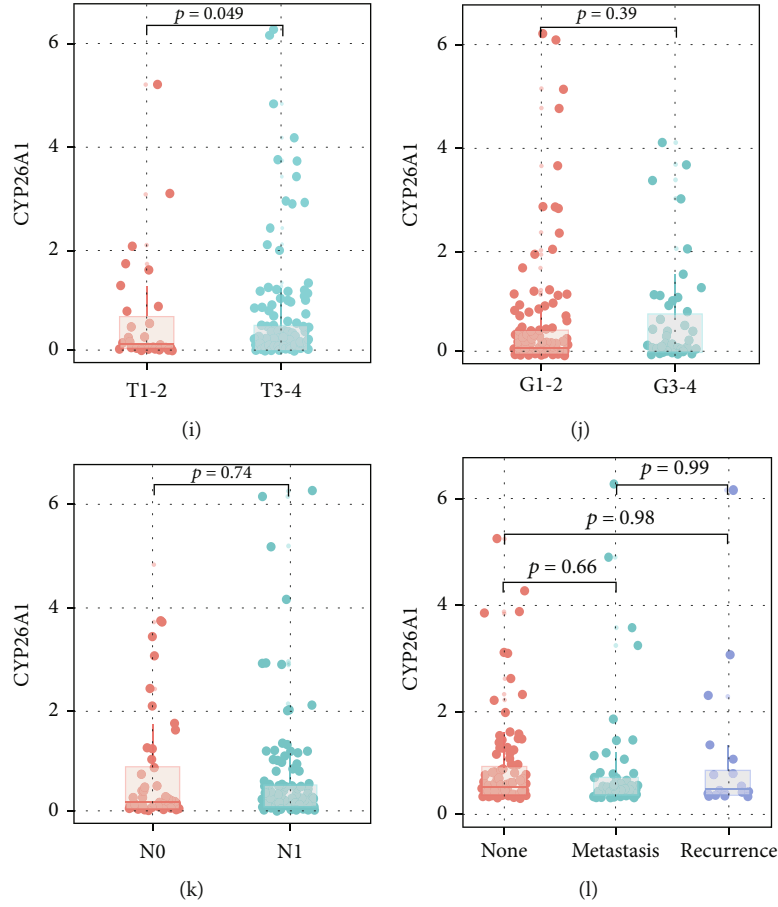 p = 0.049
6
4
2
0
CYP26A1
T1-2
T3-4
(i)
p = 0.39
6
4
2
0
CYP26A1
G1-2
G3-4
(j)
p = 0.74
6
4
2
0
CYP26A1
N0
N1
(k)
p = 0.99
p = 0.98
p = 0.66
6
4
2
0
CYP26A1
None
Metastasis
Recurrence
(l)